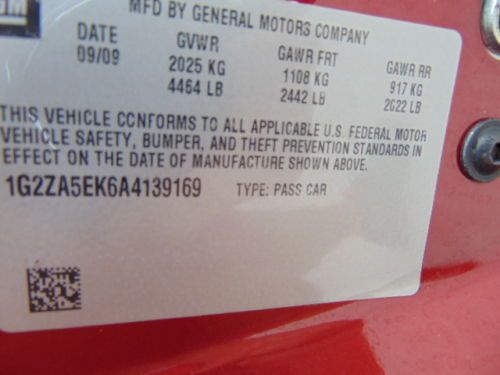 GM
MFD BY GENERAL MOTORS COMPANY
DATE GVWR GAWR FRT GAWR RR
09/09 2025 KG 1108 KG 917 KG
4464 LB 2442 LB 2022 LB
THIS VEHICLE CONFORMS TO ALL APPLICABLE U.S. FEDERAL MOTOR
VEHICLE SAFETY, BUMPER, AND THEFT PREVENTION STANDARDS IN
EFFECT ON THE DATE OF MANUFACTURE SHOWN ABOVE.
1G2ZA5EK6A4139169 TYPE: PASS CAR